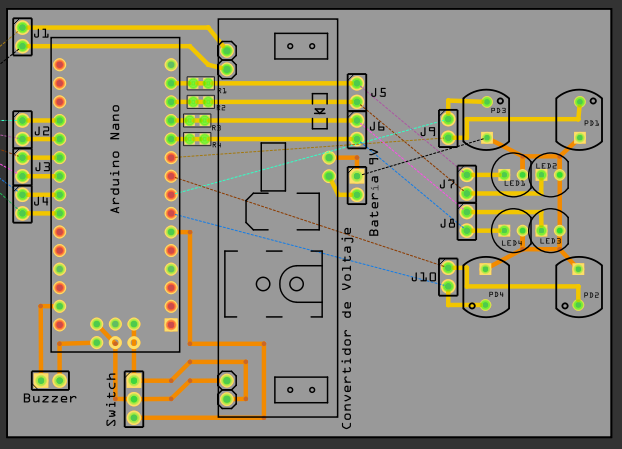 J1
J2
J3
J4
Arduino Nano
R1
R2
R3
R4
J5
J6
Bateria 9V
Convertidor de Voltaje
Buzzer
Switch
J9
J7
J8
J10
PD3
PD1
LED1
LED2
LED4
LED3
PD4
PD2